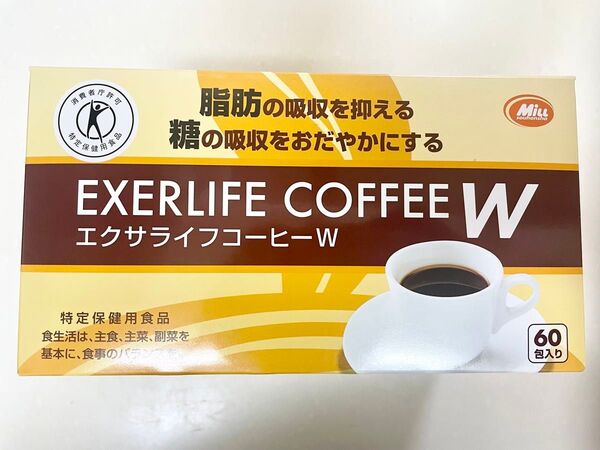 消費者庁許可
特定保健用食品
脂肪の吸収を抑える
糖の吸収をおだやかにする
Mill
souhonsha
EXERLIFE COFFEE W
エクサライフコーヒーW
特定保健用食品
食生活は、主食、主菜、副菜を
基本に、食事のバランスを。
60
包入り